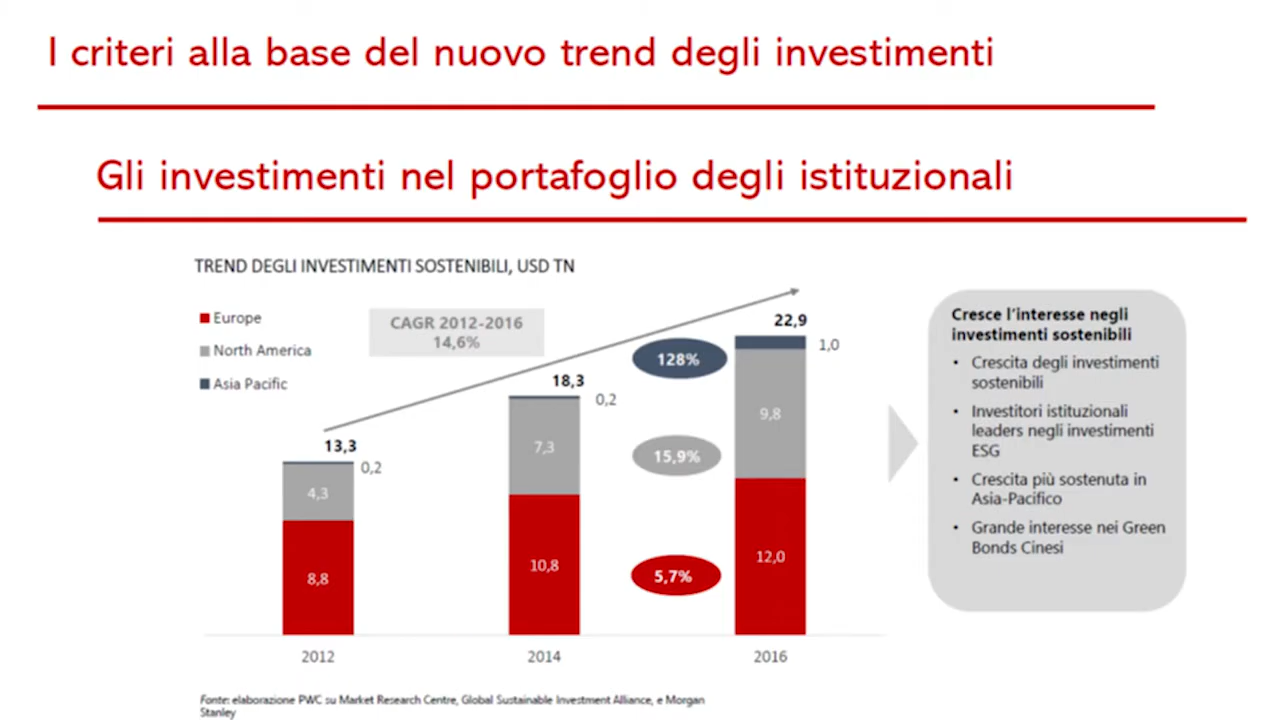 I criteri alla base del nuovo trend degli investimenti
Gli investimenti nel portafoglio degli istituzionali
TREND DEGLI INVESTIMENTI SOSTENIBILI, USD TN
Europe
North America
Asia Pacific
CAGR 2012-2016
14,6%
13,3
0,2
4,3
8,8
18,3
0,2
7,3
10,8
128%
15,9%
5,7%
22,9
1,0
9,8
12,0
2012
2014
2016
Cresce l'interesse negli
investimenti sostenibili
• Crescita degli investimenti
sostenibili
• Investitori istituzionali
leaders negli investimenti
ESG
• Crescita più sostenuta in
Asia-Pacifico
• Grande interesse nei Green
Bonds Cinesi
Fonte: elaborazione PWC su Market Research Centre, Global Sustainable Investment Alliance, e Morgan
Stanley